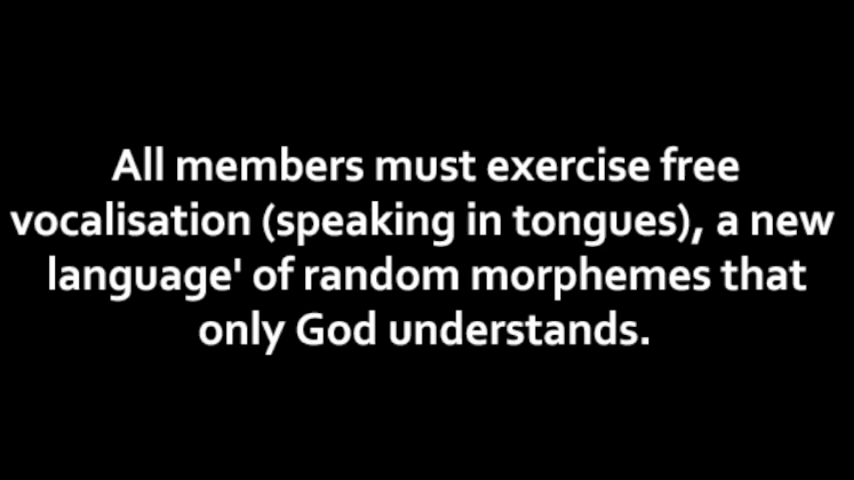 All members must exercise free
vocalisation (speaking in tongues), a new
language' of random morphemes that
only God understands.